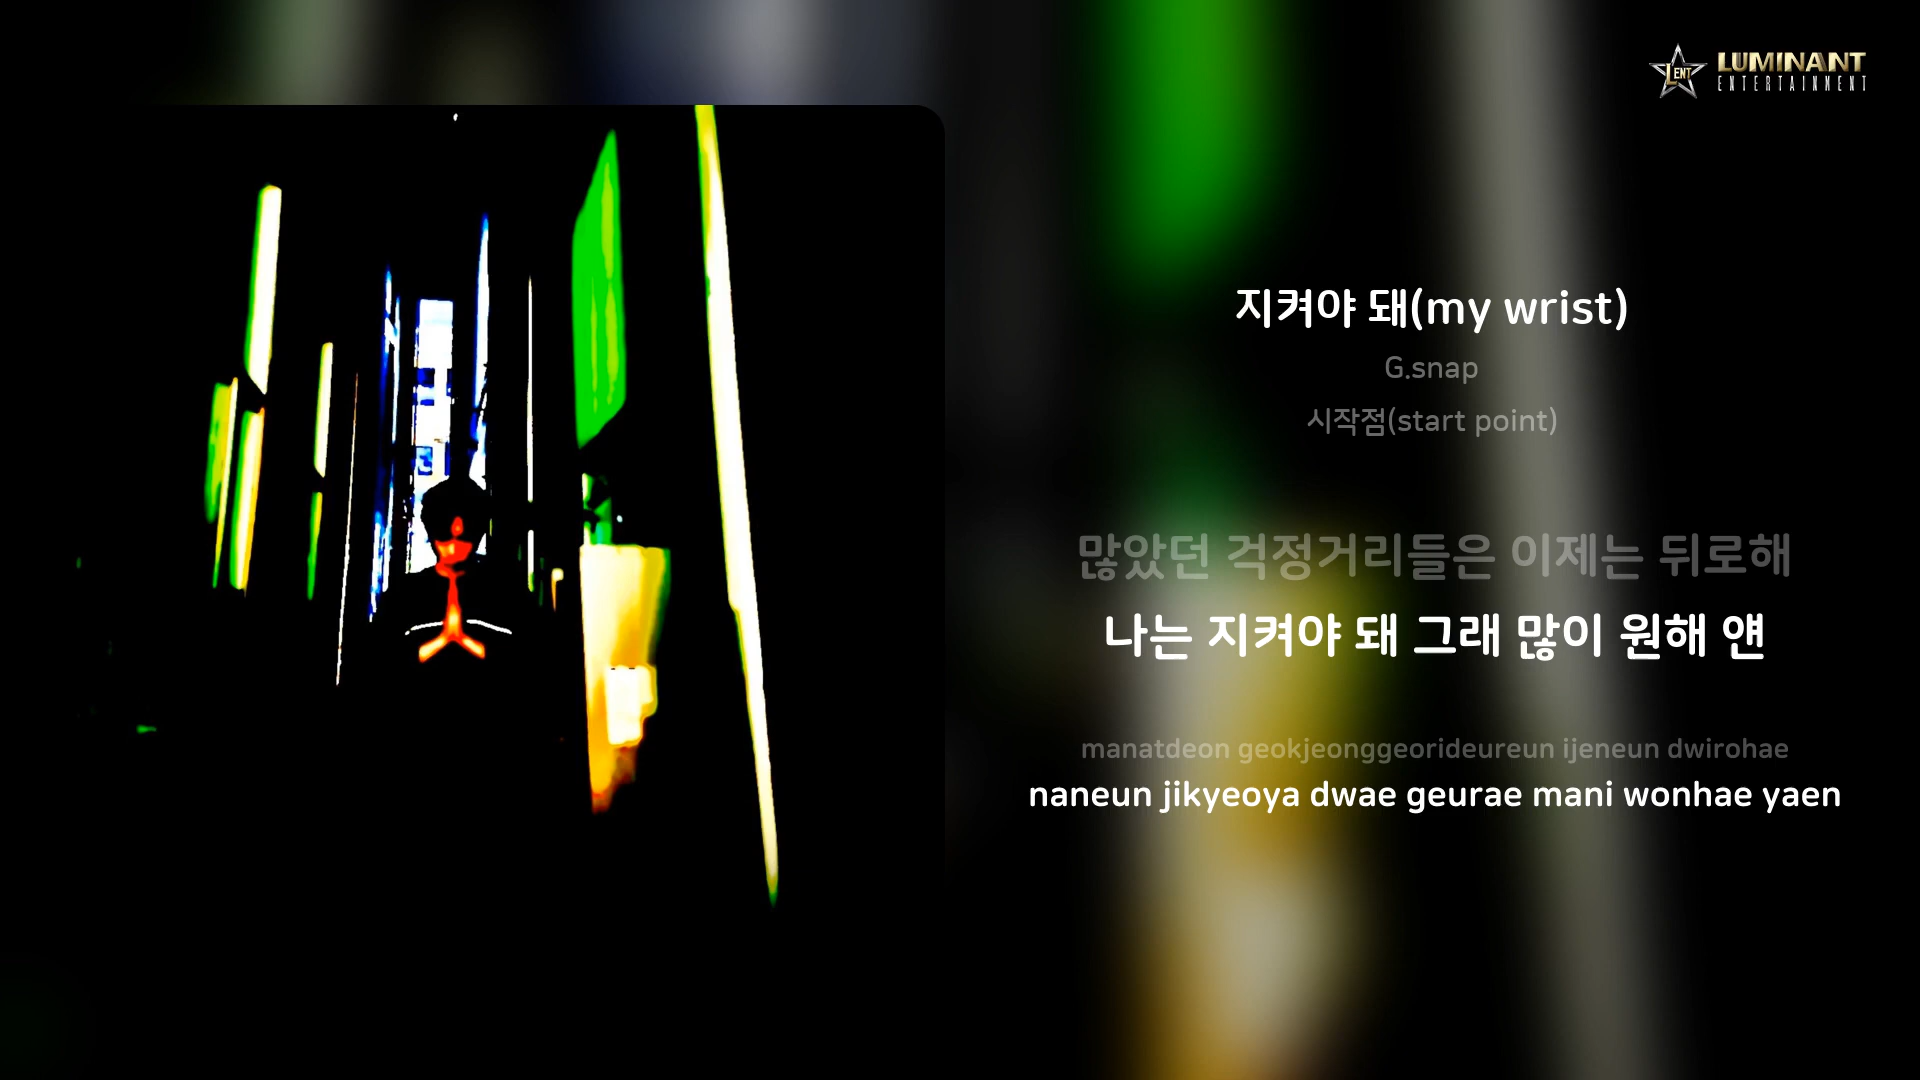 LENT
LUMINANT
ENTERTAINMENT
지켜야 돼(my wrist)
G.snap
시작점(start point)
많았던 걱정거리들은 이제는 뒤로해
나는 지켜야 돼 그래 많이 원해 얜
manatdeon geokjeonggeorideureun ijeneun dwirohae
naneun jikyeoya dwae geurae mani wonhae yaen